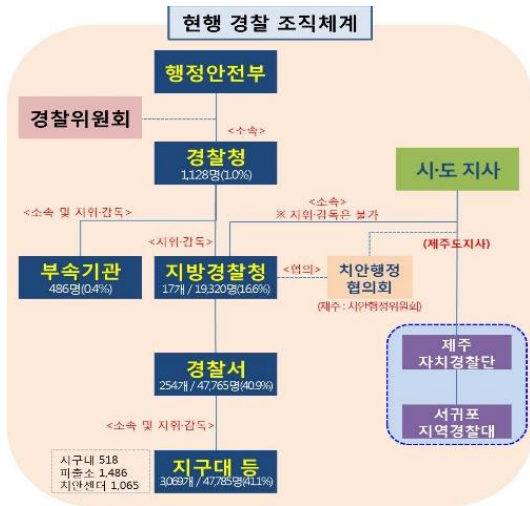 현행 경찰 조직체계
행정안전부
경찰위원회
<소속>
경찰청
1,128명(1.0%)
시·도 지사
<소속>
※ 지휘·감독은 불가
<소속 및 지휘·감독>
<지휘·감독>
(제주도지사)
부속기관
486명(0.4%)
지방경찰청
17개 / 19,320명(16.6%)
<협의>
치안행정
협의회
(제주 : 치안행정위원회)
제주
자치경찰단
경찰서
254개 / 47,765명(40.9%)
서귀포
지역경찰대
<소속 및 지휘·감독>
지구대 등
3,069개 / 47,785명(41.1%)
지구대 518
파출소 1,486
치안센터 1,065